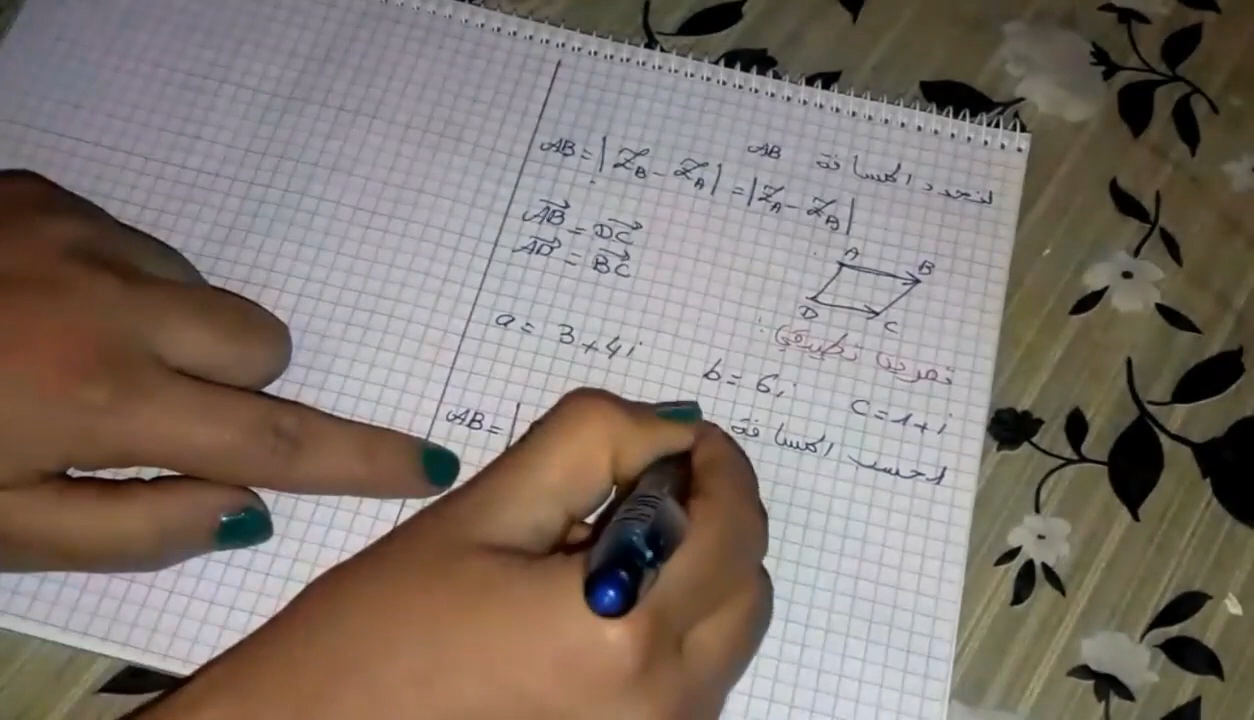 لنحدد المسافة AB
AB = | Z_B - Z_A | = | Z_A - Z_B |
AB = DC
AD = BC
A B
D C
تمرين تطبيقي :
a = 3 + 4i b = 6i c = 1 + i
احسب المسافة
AB = |